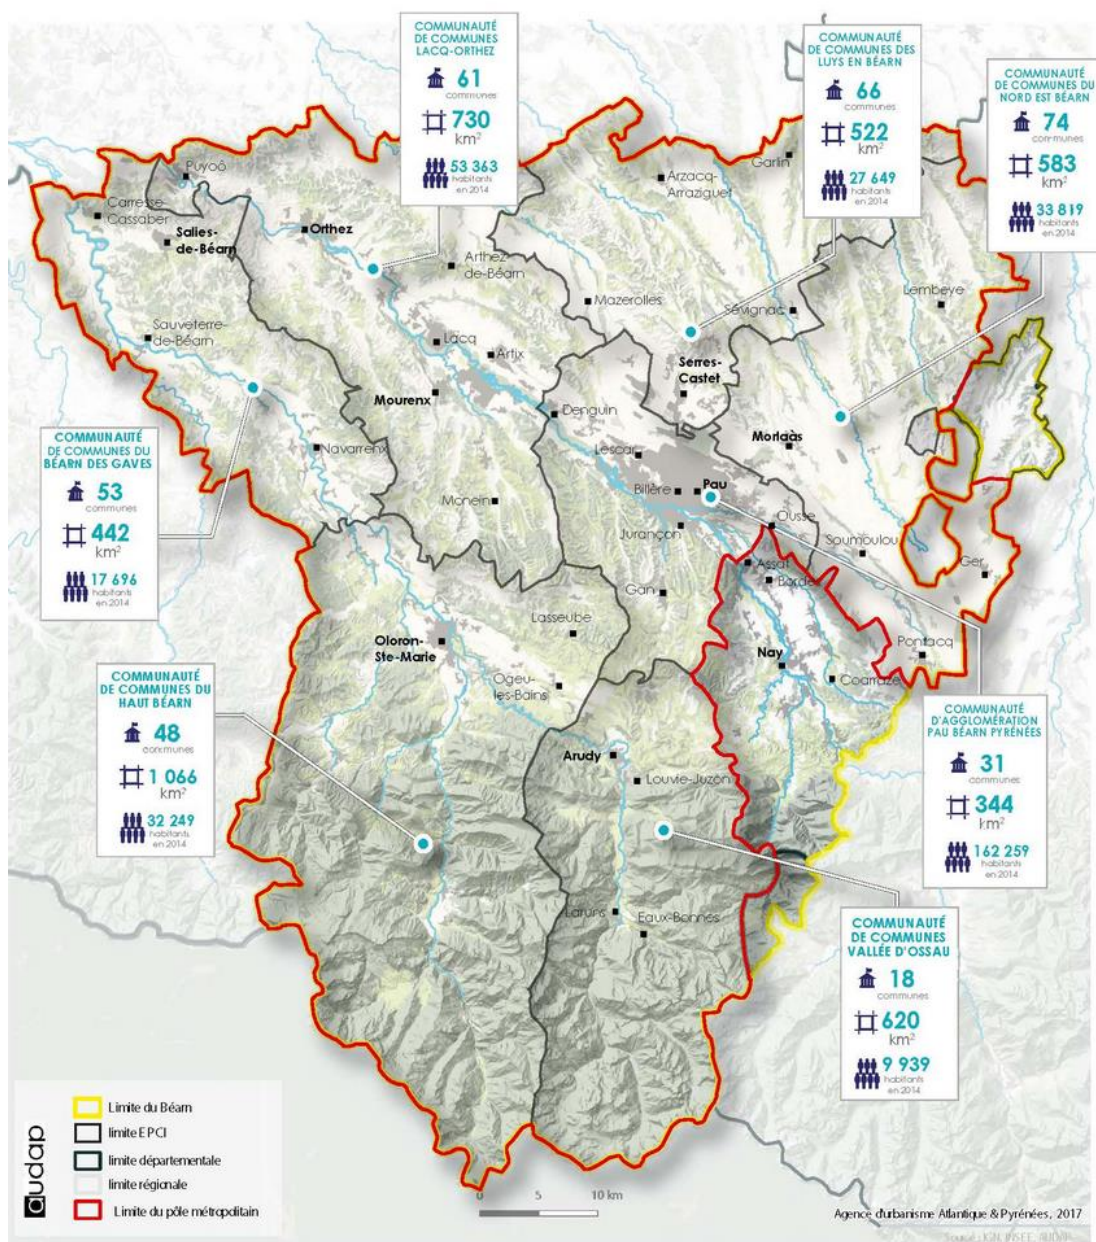 COMMUNAUTÉ
DE COMMUNES
LACQ-ORTHEZ
61
communes
730
km²
53 363
habitants
en 2014
COMMUNAUTÉ
DE COMMUNES DES
LUYS EN BÉARN
66
communes
522
km²
27 649
habitants
en 2014
COMMUNAUTÉ
DE COMMUNES DU
NORD EST BÉARN
74
communes
583
km²
33 819
habitants
en 2014
Puyoô
Carresse-
Cassaber
Salies-
de-Béarn
Orthez
Arthez-
de-Béarn
Arzacq-
Arraziguet
Garlin
Mazerolles
Sévignac
Lembeye
Sauveterre-
de-Béarn
Lacq
Artix
Serres-
Castet
Mourenx
Denguin
Morlaàs
Navarrenx
Lescar
Billère
Pau
Monein
Jurançon
Ousse
Soumoulou
Assat
Bordes
Ger
Gan
Lasseube
Oloron-
Ste-Marie
Nay
Pontacq
Coarraze
Ogeu-
les-Bains
Arudy
Louvie-Juzon
Laruns
Eaux-Bonnes
COMMUNAUTÉ
DE COMMUNES DU
BÉARN DES GAVES
53
communes
442
km²
17 696
habitants
en 2014
COMMUNAUTÉ
DE COMMUNES DU
HAUT BÉARN
48
communes
1 066
km²
32 249
habitants
en 2014
COMMUNAUTÉ
D'AGGLOMÉRATION
PAU BÉARN PYRÉNÉES
31
communes
344
km²
162 259
habitants
en 2014
COMMUNAUTÉ
DE COMMUNES
VALLÉE D'OSSAU
18
communes
620
km²
9 939
habitants
en 2014
audap
Limite du Béarn
limite EPCI
limite départementale
limite régionale
Limite du pôle métropolitain
0 5 10 km
Agence d'urbanisme Atlantique & Pyrénées, 2017
Source : IGN, INSEE, AUDAP